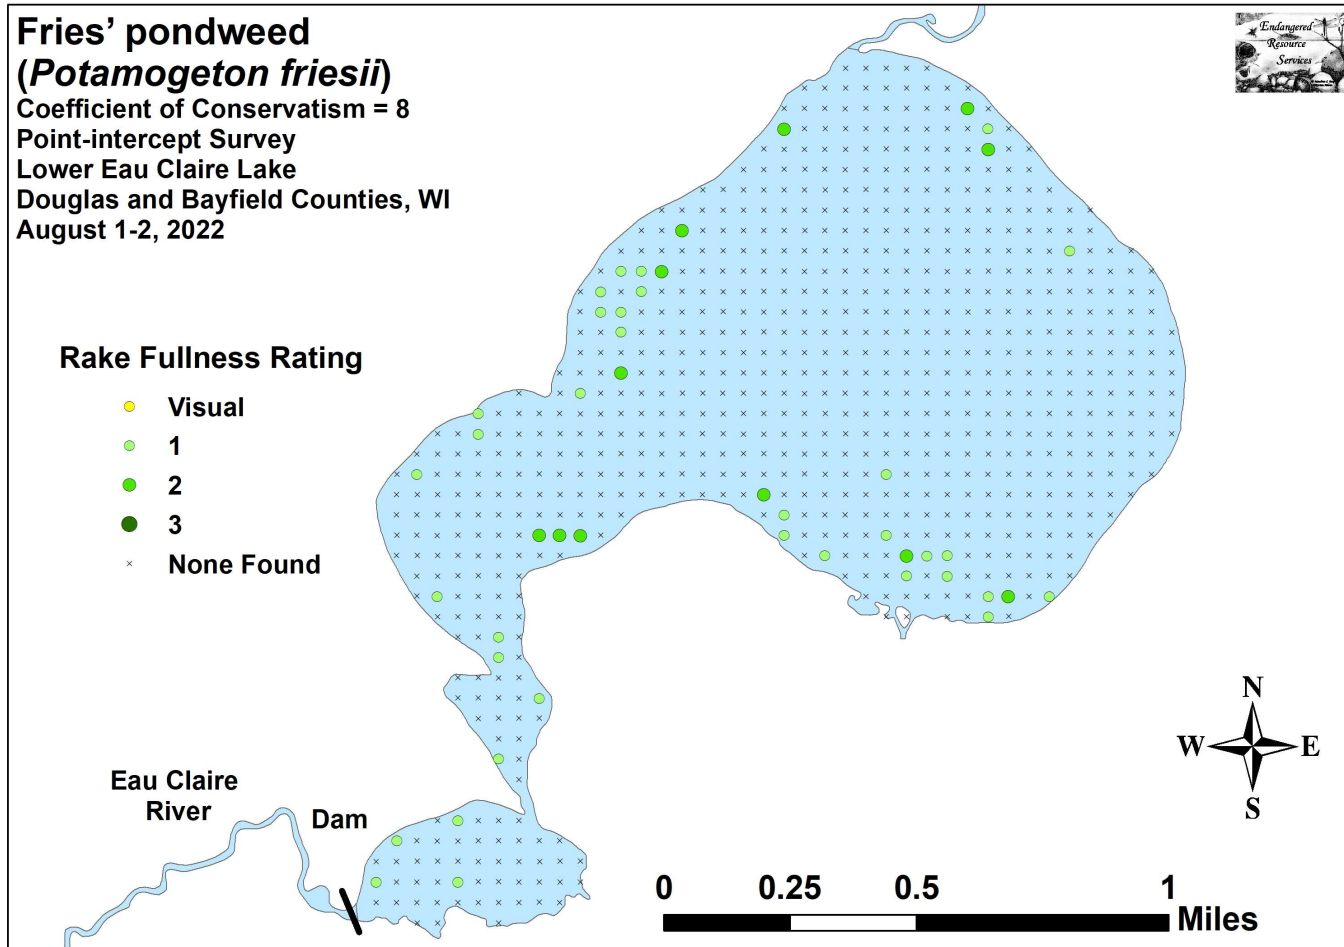 Fries’ pondweed
(Potamogeton friesii)
Coefficient of Conservatism = 8
Point-intercept Survey
Lower Eau Claire Lake
Douglas and Bayfield Counties, WI
August 1-2, 2022
Endangered
Resource
Services
Rake Fullness Rating
Visual
1
2
3
None Found
N
W
E
S
Eau Claire
River
Dam
0 0.25 0.5 1
Miles